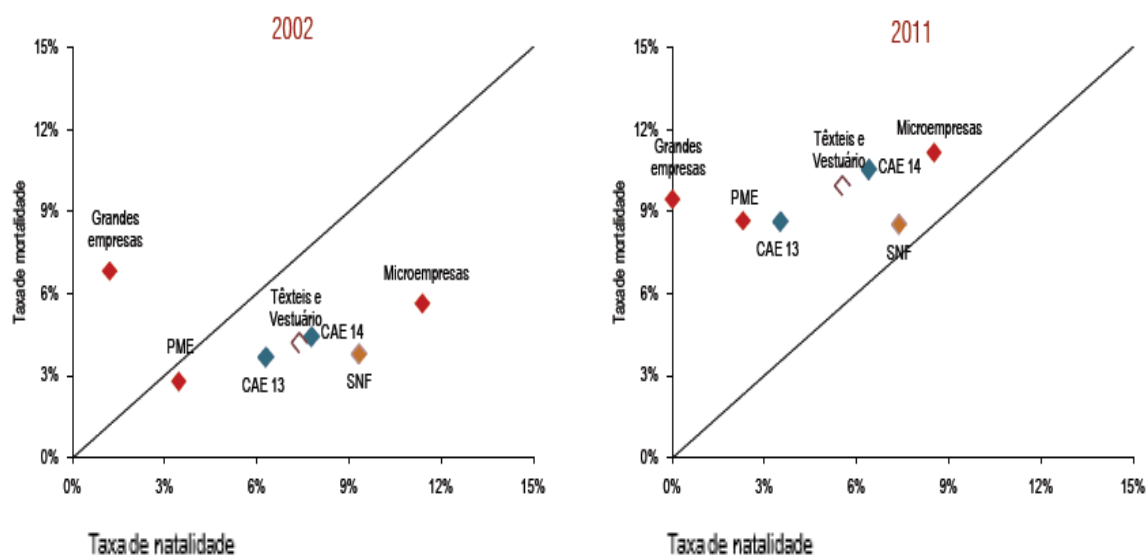 2002
15%
12%
9%
6%
3%
0%
Taxa de mortalidade
Grandes
empresas
Microempresas
Têxteis e
Vestuário
CAE 14
PME
CAE 13
SNF
0%
3%
6%
9%
12%
15%
Taxa de natalidade
2011
15%
12%
9%
6%
3%
0%
Taxa de mortalidade
Grandes
empresas
Microempresas
Têxteis e
Vestuário
CAE 14
PME
CAE 13
SNF
0%
3%
6%
9%
12%
15%
Taxa de natalidade